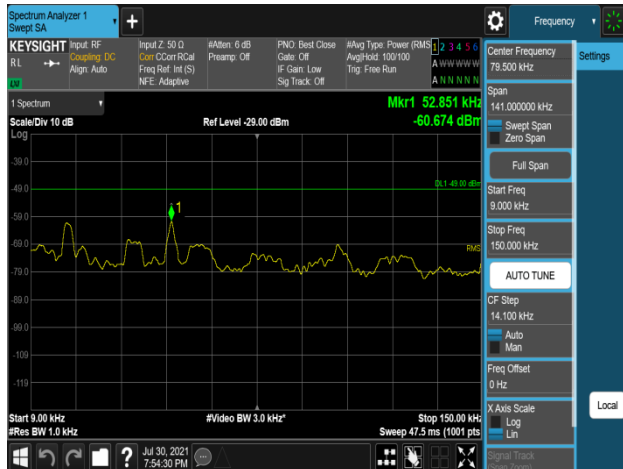 Spectrum Analyzer 1
Swept SA
Frequency
KEYSIGHT
RL
Input: RF
Coupling: DC
Align: Auto
Input Z: 50 Ω
Corr CCorr RCal
Freq Ref: Int (S)
NFE: Adaptive
#Atten: 6 dB
Preamp: Off
PNO: Best Close
Gate: Off
IF Gain: Low
Sig Track: Off
#Avg Type: Power (RMS
Avg|Hold: 100/100
Trig: Free Run
1 2 3 4 5 6
A W W W W W
A N N N N N
LXI
1 Spectrum
Scale/Div 10 dB
Ref Level -29.00 dBm
Mkr1 52.851 kHz
-60.674 dBm
Log
-39.0
-49.0
DL1 -49.00 dBm
-59.0
1
-69.0
RMS
-79.0
-89.0
-99.0
-109
-119
Start 9.00 kHz
#Video BW 3.0 kHz*
Stop 150.00 kHz
#Res BW 1.0 kHz
Sweep 47.5 ms (1001 pts
?
Jul 30, 2021
7:54:30 PM
Center Frequency
79.500 kHz
Settings
Span
141.000000 kHz
Swept Span
Zero Span
Full Span
Start Freq
9.000 kHz
Stop Freq
150.000 kHz
AUTO TUNE
CF Step
14.100 kHz
Auto
Man
Freq Offset
0 Hz
X Axis Scale
Log
Lin
Local
Signal Track
(Span Zoom)